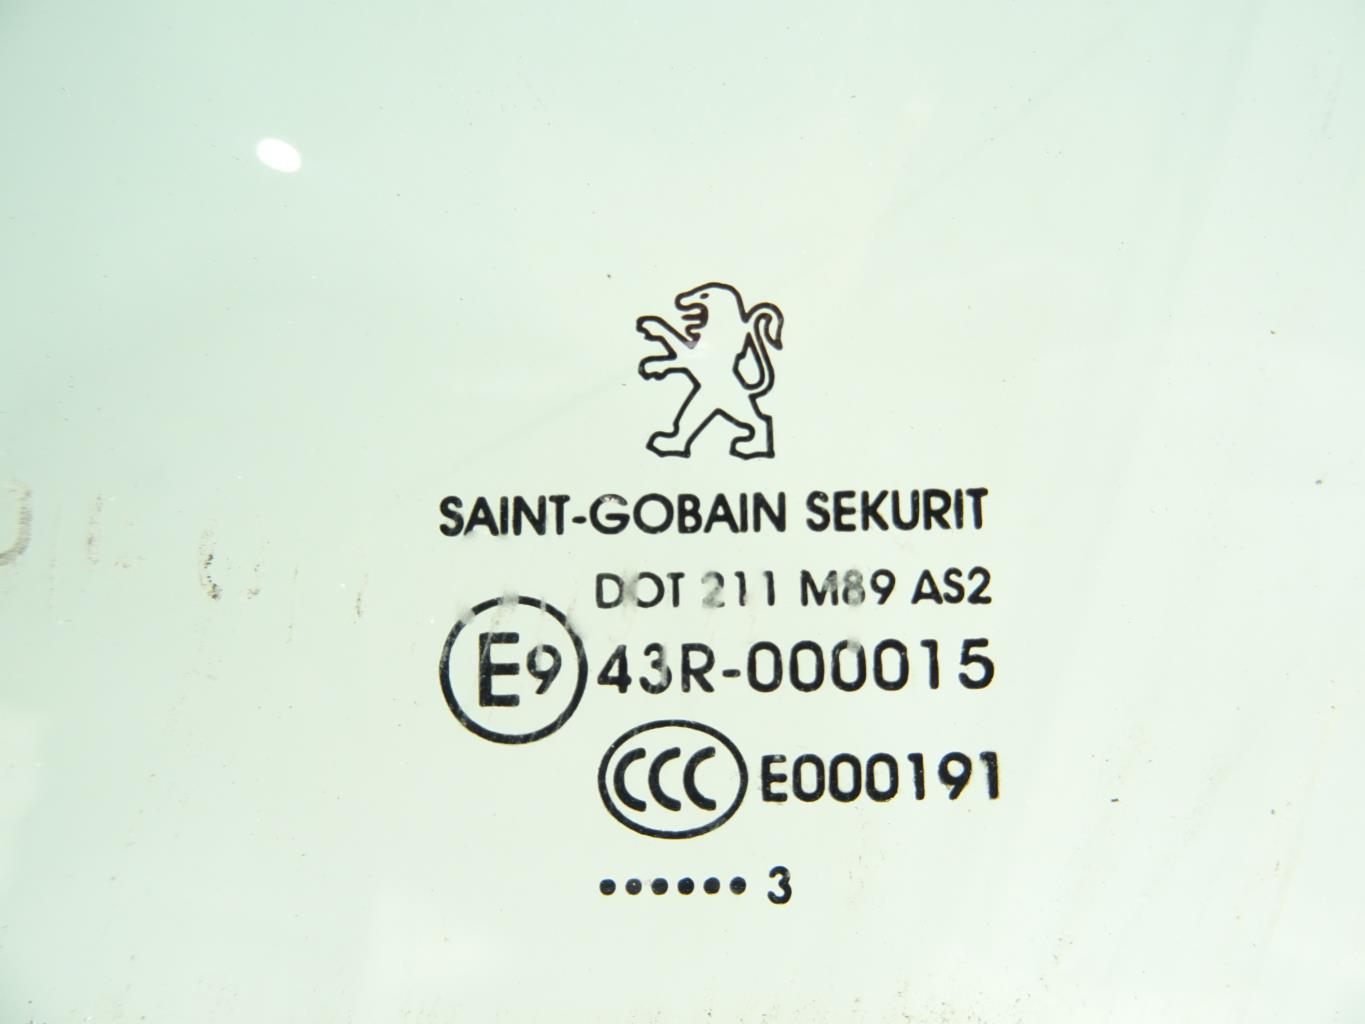 SAINT-GOBAIN SEKURIT
DOT 211 M89 AS2
E9 43R-000015
CCC E000191
•••••• 3